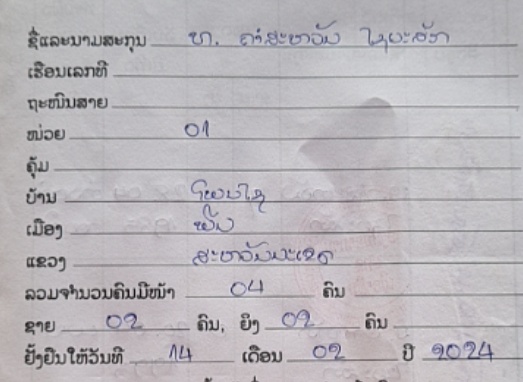 ຊື່ແລະນາມສະກຸນ ທ. ຄຳສະຫວັນ ໄຊຍະສັກ
ເຮືອນເລກທີ
ຖະໜົນສາຍ
ໜ່ວຍ 01
ຄຸ້ມ
ບ້ານ ໂພນໄຊ
ເມືອງ ພີນ
ແຂວງ ສະຫວັນນະເຂດ
ລວມຈຳນວນຄົນມີໜ້າ 04 ຄົນ
ຊາຍ 02 ຄົນ, ຍິງ 02 ຄົນ
ຢັ້ງຢືນໃຫ້ວັນທີ 14 ເດືອນ 02 ປີ 2024